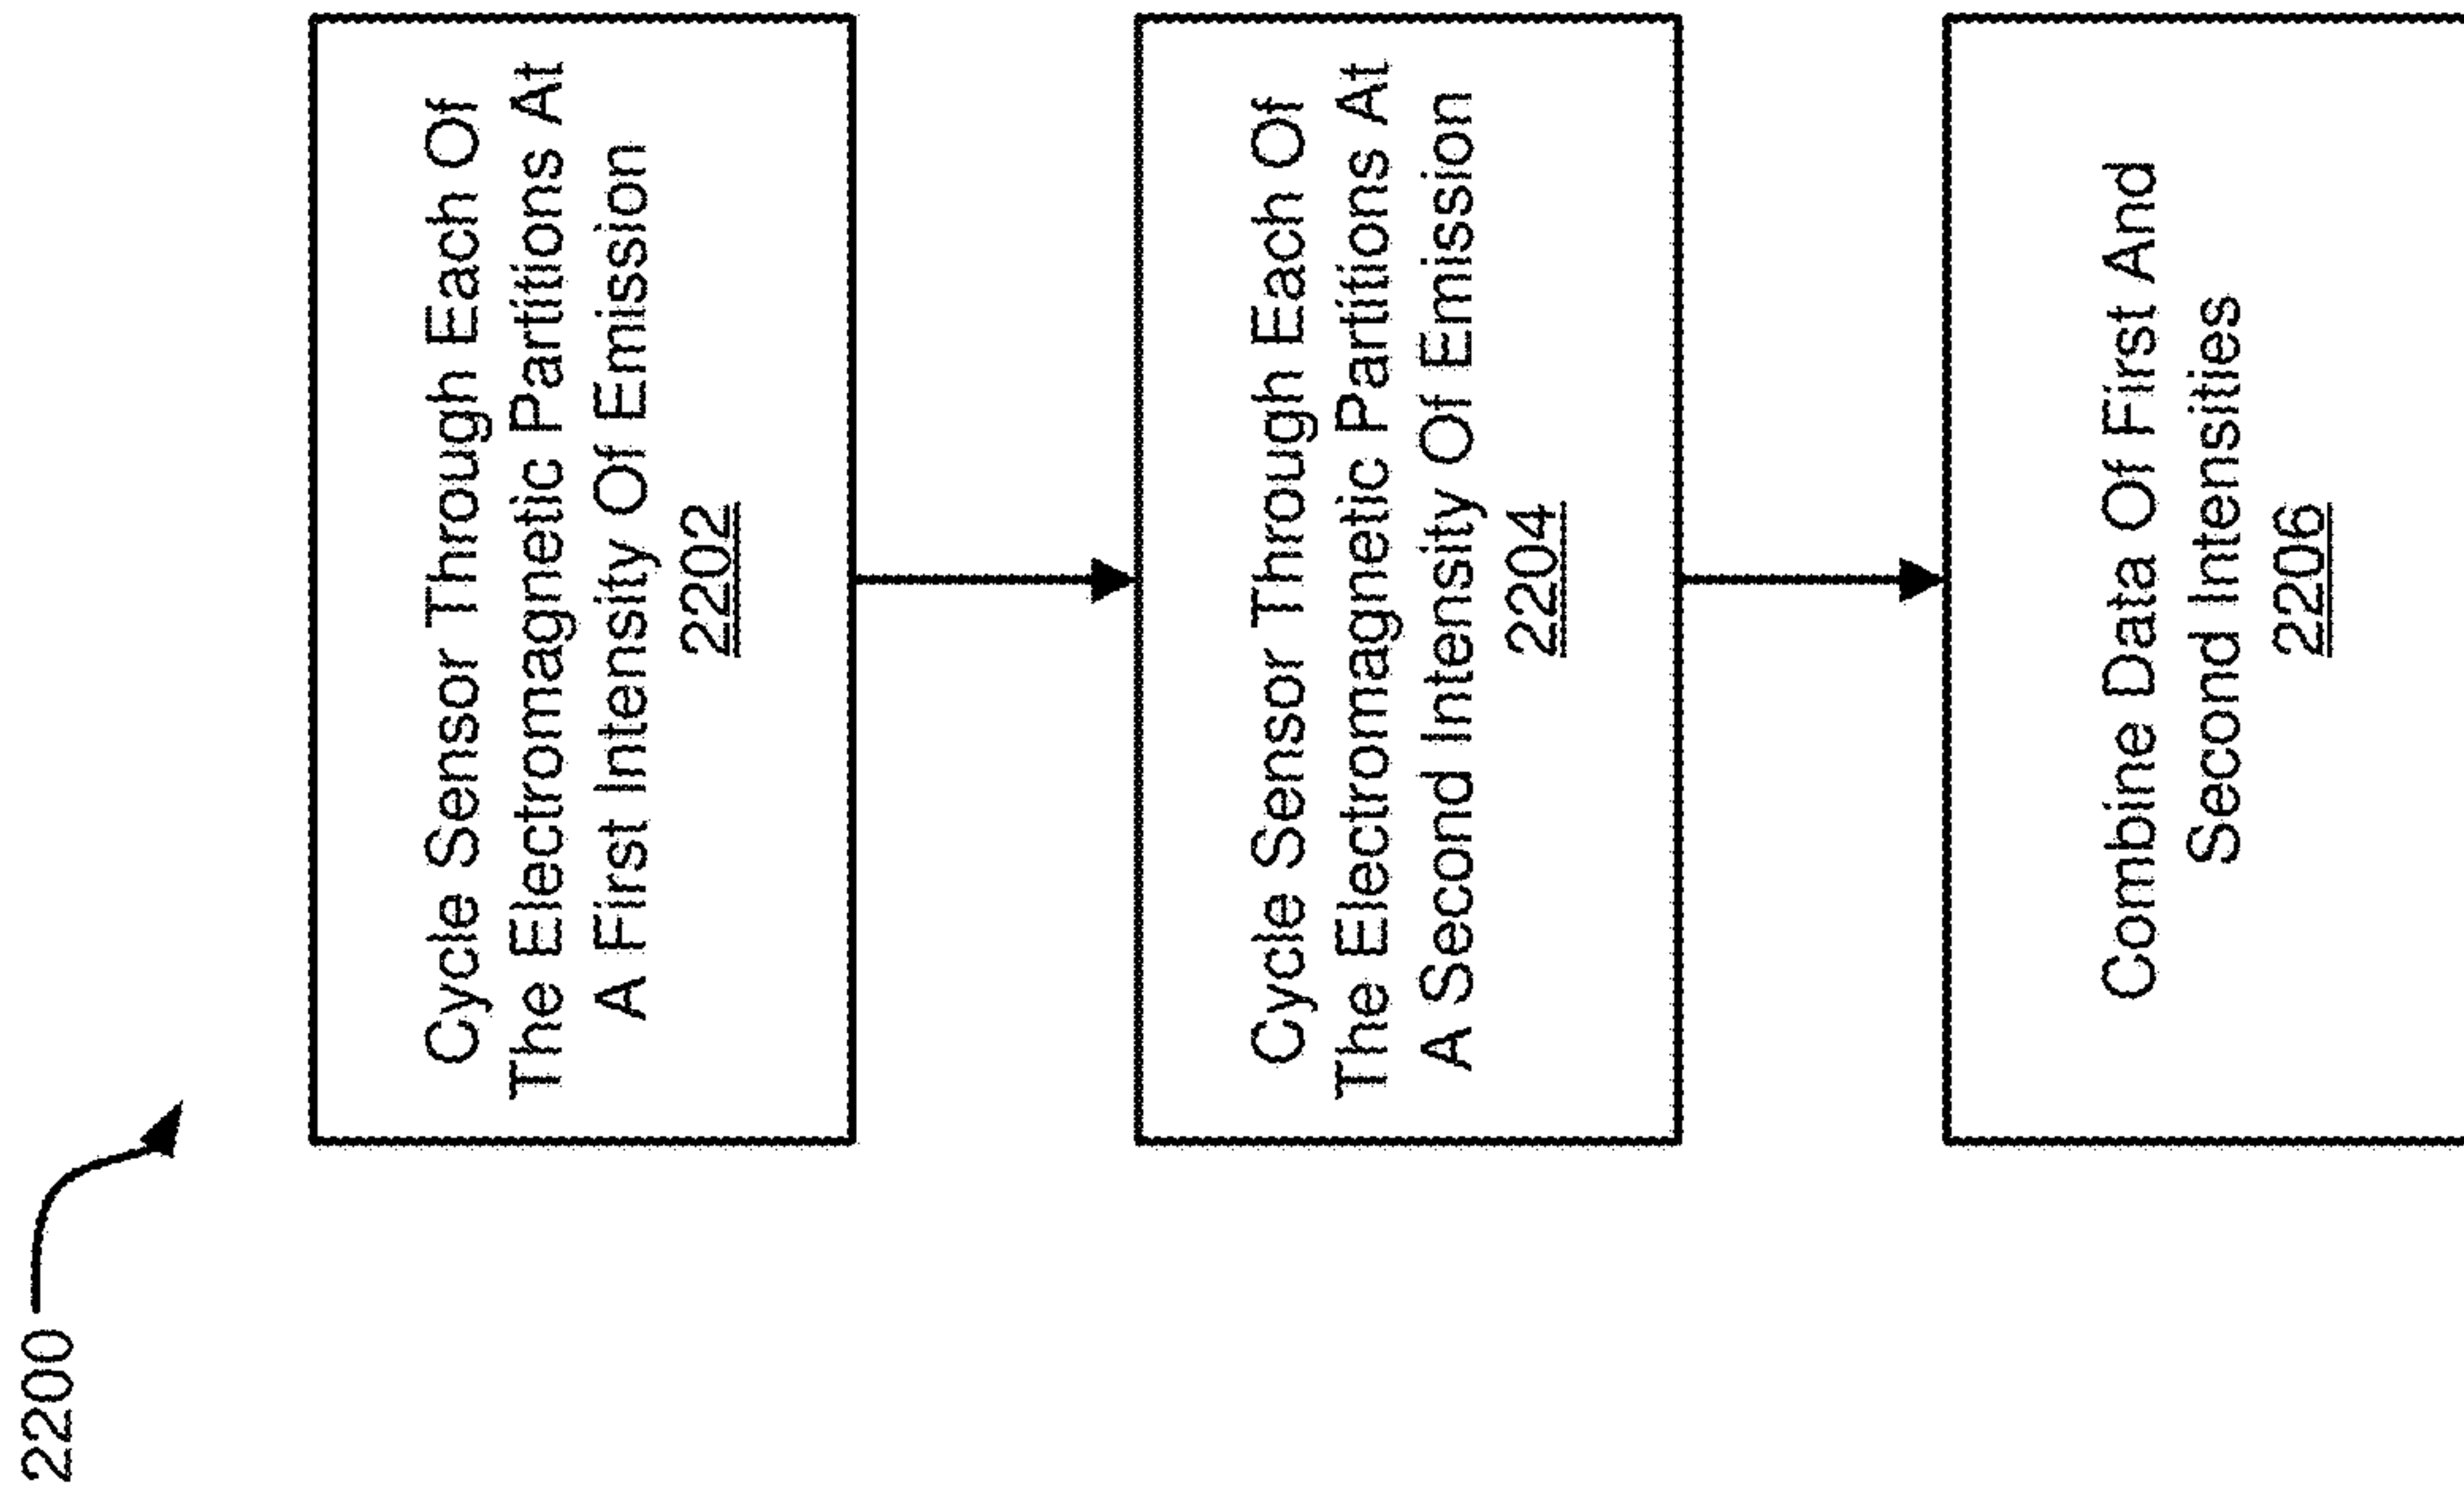 2200
Cycle Sensor Through Each Of
The Electromagnetic Partitions At
A First Intensity Of Emission
2202
Cycle Sensor Through Each Of
The Electromagnetic Partitions At
A Second Intensity Of Emission
2204
Combine Data Of First And
Second Intensities
2206